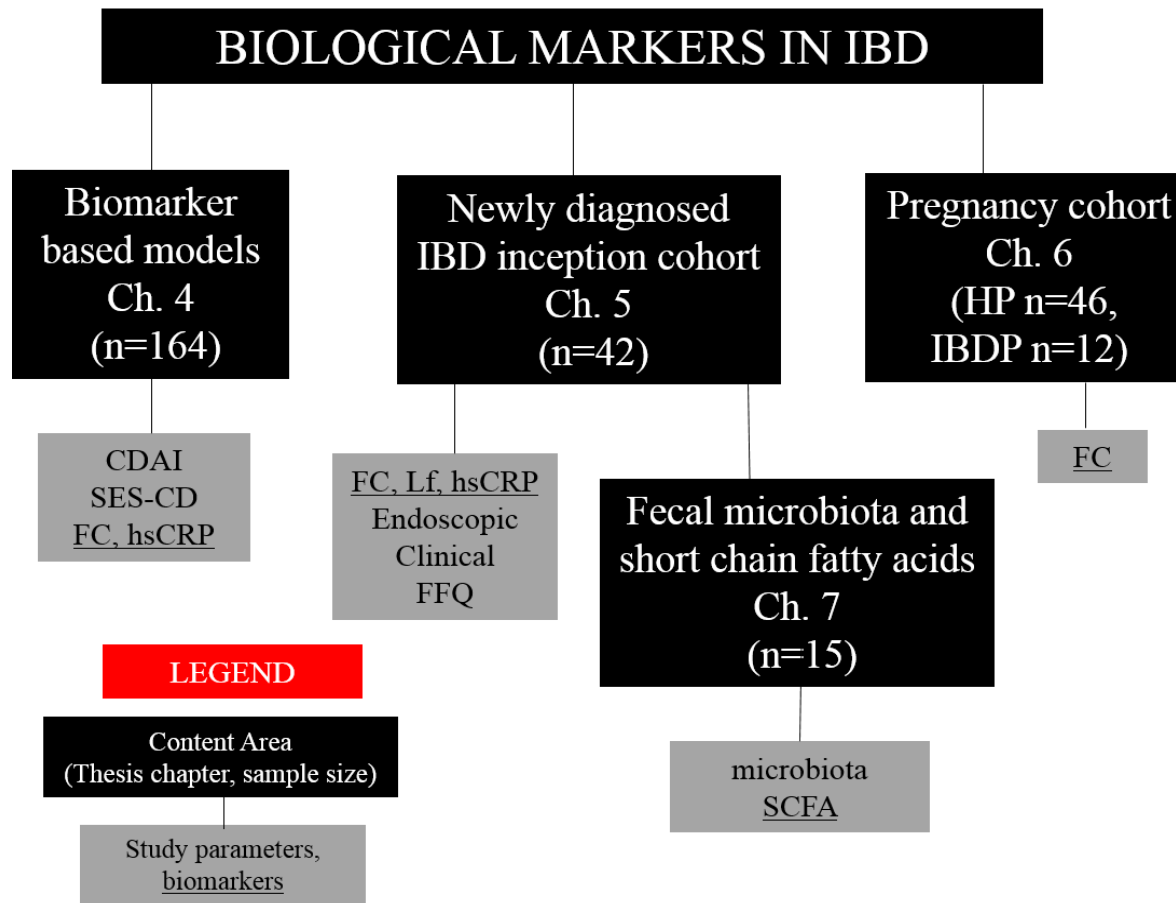 BIOLOGICAL MARKERS IN IBD
Biomarker
based models
Ch. 4
(n=164)
CDAI
SES-CD
FC, hsCRP
Newly diagnosed
IBD inception cohort
Ch. 5
(n=42)
FC, Lf, hsCRP
Endoscopic
Clinical
FFQ
Pregnancy cohort
Ch. 6
(HP n=46,
IBDP n=12)
FC
Fecal microbiota and
short chain fatty acids
Ch. 7
(n=15)
microbiota
SCFA
LEGEND
Content Area
(Thesis chapter, sample size)
Study parameters,
biomarkers